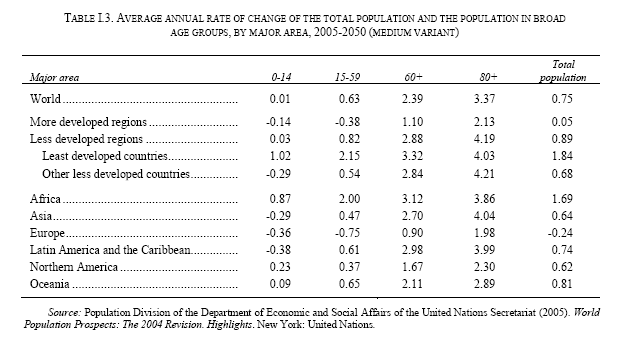 TABLE I.3. AVERAGE ANNUAL RATE OF CHANGE OF THE TOTAL POPULATION AND THE POPULATION IN BROAD
AGE GROUPS, BY MAJOR AREA, 2005-2050 (MEDIUM VARIANT)
Total
Major area 0-14 15-59 60+ 80+ population
World 0.01 0.63 2.39 3.37 0.75
More developed regions -0.14 -0.38 1.10 2.13 0.05
Less developed regions 0.03 0.82 2.88 4.19 0.89
Least developed countries 1.02 2.15 3.32 4.03 1.84
Other less developed countries -0.29 0.54 2.84 4.21 0.68
Africa 0.87 2.00 3.12 3.86 1.69
Asia -0.29 0.47 2.70 4.04 0.64
Europe -0.36 -0.75 0.90 1.98 -0.24
Latin America and the Caribbean -0.38 0.61 2.98 3.99 0.74
Northern America 0.23 0.37 1.67 2.30 0.62
Oceania 0.09 0.65 2.11 2.89 0.81
Source: Population Division of the Department of Economic and Social Affairs of the United Nations Secretariat (2005). World
Population Prospects: The 2004 Revision. Highlights. New York: United Nations.